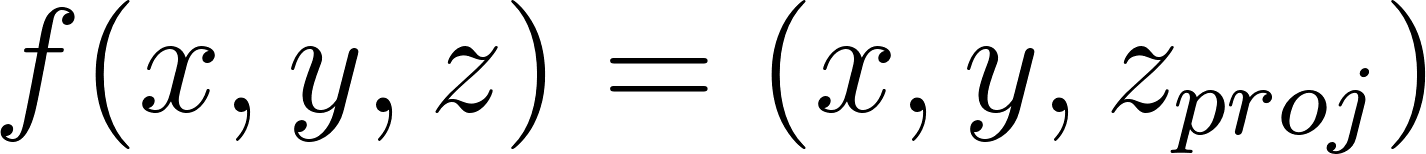 f(x, y, z) = (x, y, z_{proj})